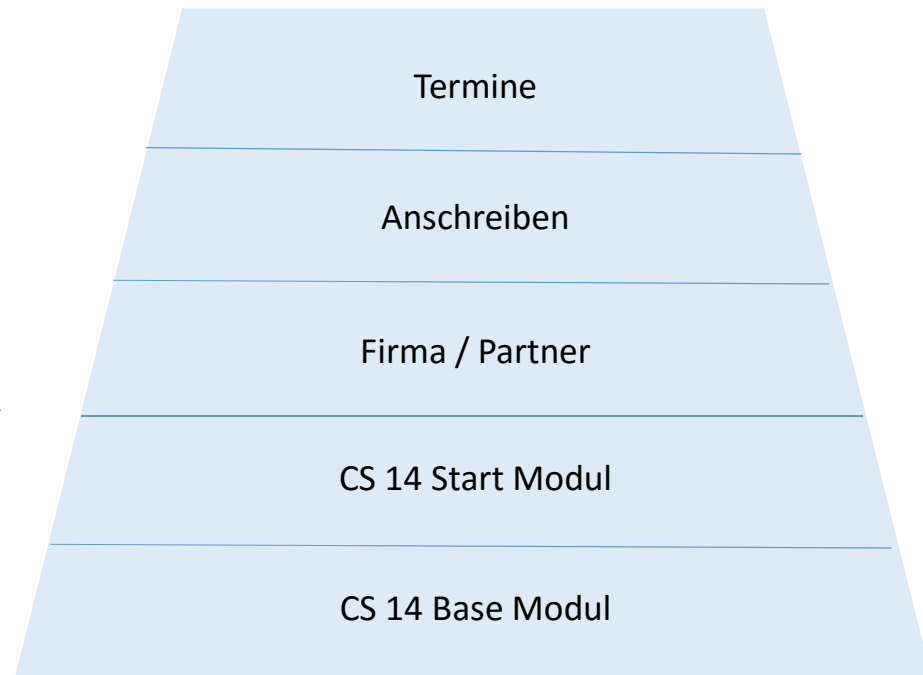 Termine
Anschreiben
Firma / Partner
CS 14 Start Modul
CS 14 Base Modul